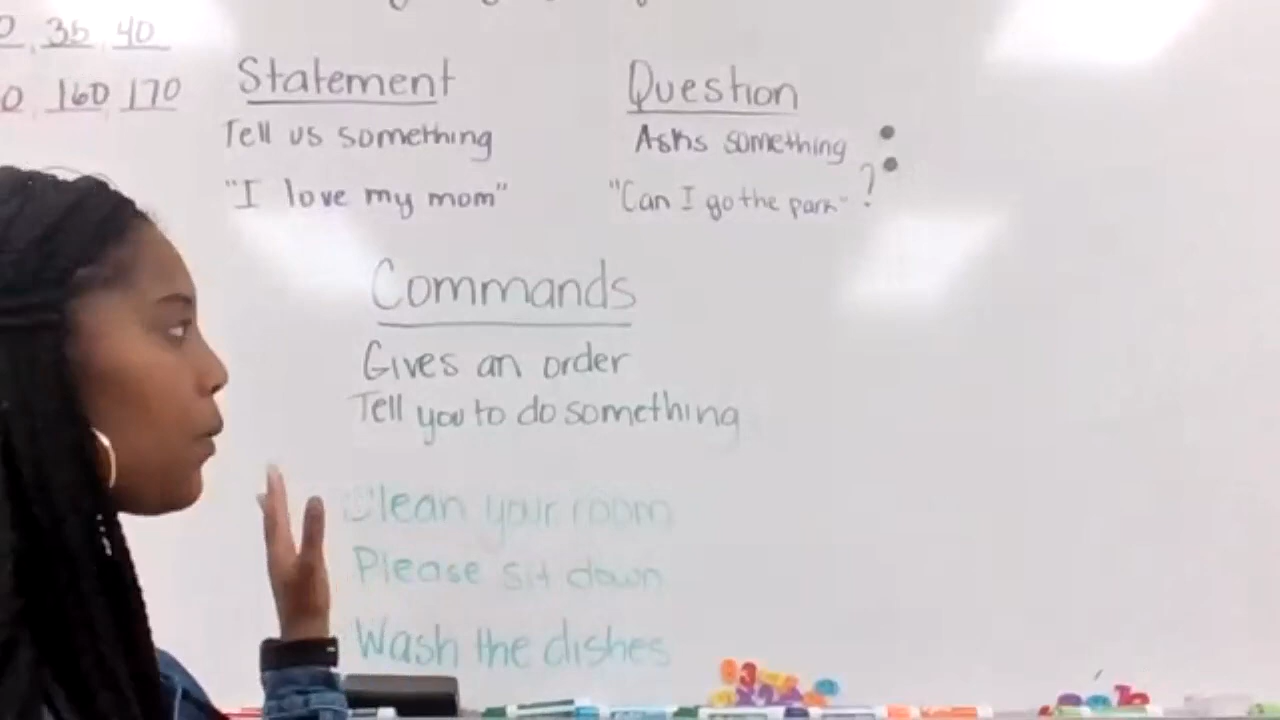 35, 40
160, 170
Statement
Tell us something
"I love my mom"
Question
Asks something
"Can I go the park" ?
Commands
Gives an order
Tell you to do something
Clean your room
Please sit down
Wash the dishes